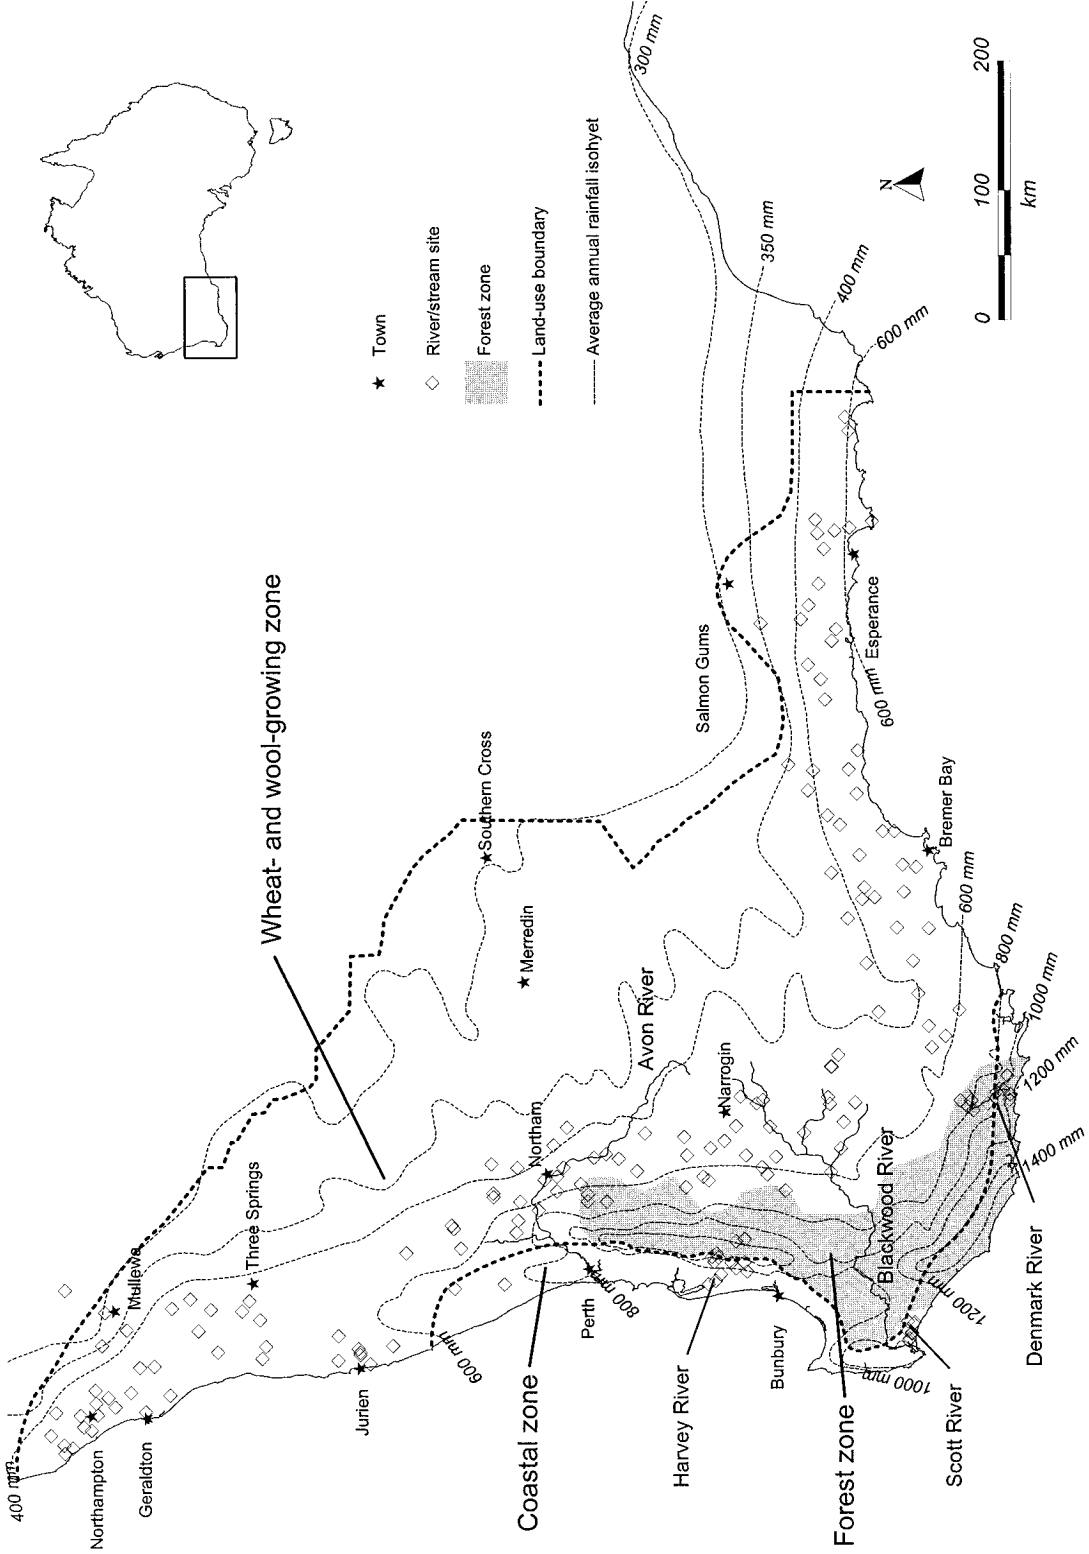 300 mm
Town
River/stream site
Forest zone
Land-use boundary
Average annual rainfall isohyet
N
0 100 200
km
350 mm
400 mm
600 mm
Wheat- and wool-growing zone
Salmon Gums
Esperance
600 mm
Southern Cross
Merredin
Bremer Bay
600 mm
800 mm
1000 mm
1200 mm
1400 mm
Avon River
Narrogin
Northam
Three Springs
Mullewa
Blackwood River
Denmark River
1200 mm
Perth
800 mm
600 mm
Bunbury
1000 mm
Jurien
Coastal zone
Harvey River
Forest zone
Scott River
400 mm
Northampton
Geraldton